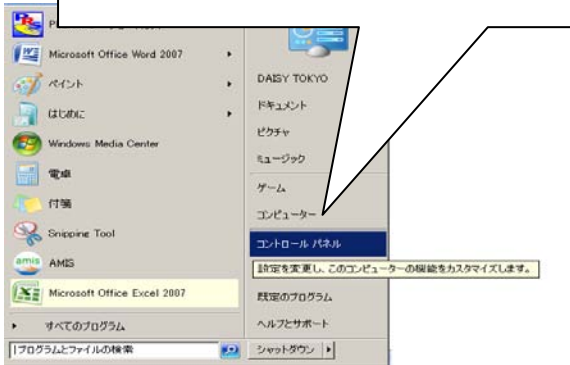 Microsoft Office Word 2007
ペイント
はじめに
Windows Media Center
電卓
付箋
Snipping Tool
amis AMIS
Microsoft Office Excel 2007
すべてのプログラム
プログラムとファイルの検索
DAISY TOKYO
ドキュメント
ピクチャ
ミュージック
ゲーム
コンピューター
コントロール パネル
設定を変更し、このコンピューターの機能をカスタマイズします。
既定のプログラム
ヘルプとサポート
シャットダウン